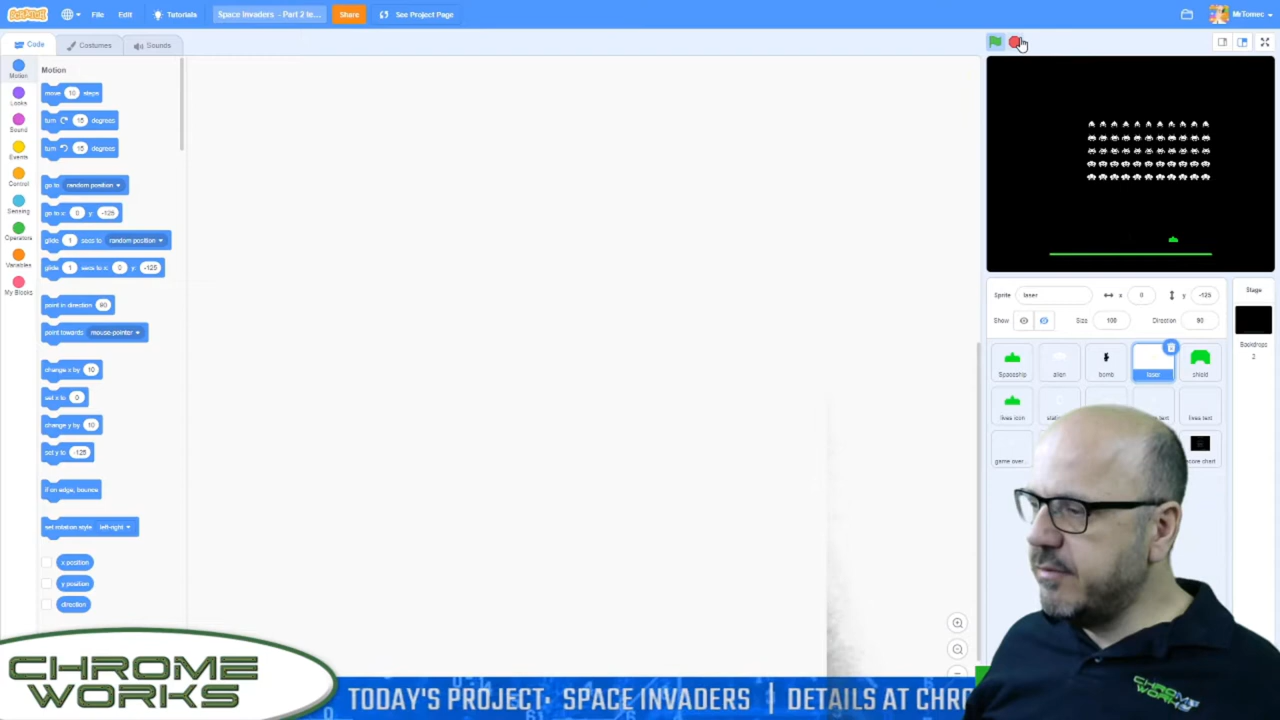 SCRATCH
File
Edit
Tutorials
Space Invaders - Part 2 te...
Share
See Project Page
MrTomec
Code
Costumes
Sounds
Motion
Looks
Sound
Events
Control
Sensing
Operators
Variables
My Blocks
Motion
move 10 steps
turn 15 degrees
turn 15 degrees
go to random position
go to x: 0 y: -125
glide 1 secs to random position
glide 1 secs to x: 0 y: -125
point in direction 90
point towards mouse-pointer
change x by 10
set x to 0
change y by 10
set y to -125
if on edge, bounce
set rotation style left-right
x position
y position
direction
Sprite laser x 0 y -125
Show Size 100 Direction 90
Stage
Backdrops
2
Spaceship
alien
bomb
laser
shield
lives icon
text
lives text
game over...
score chart
CHROME
WORKS
CHROME
WORKS
TODAY'S PROJECT: SPACE INVADERS | DETAILS AT CHRO